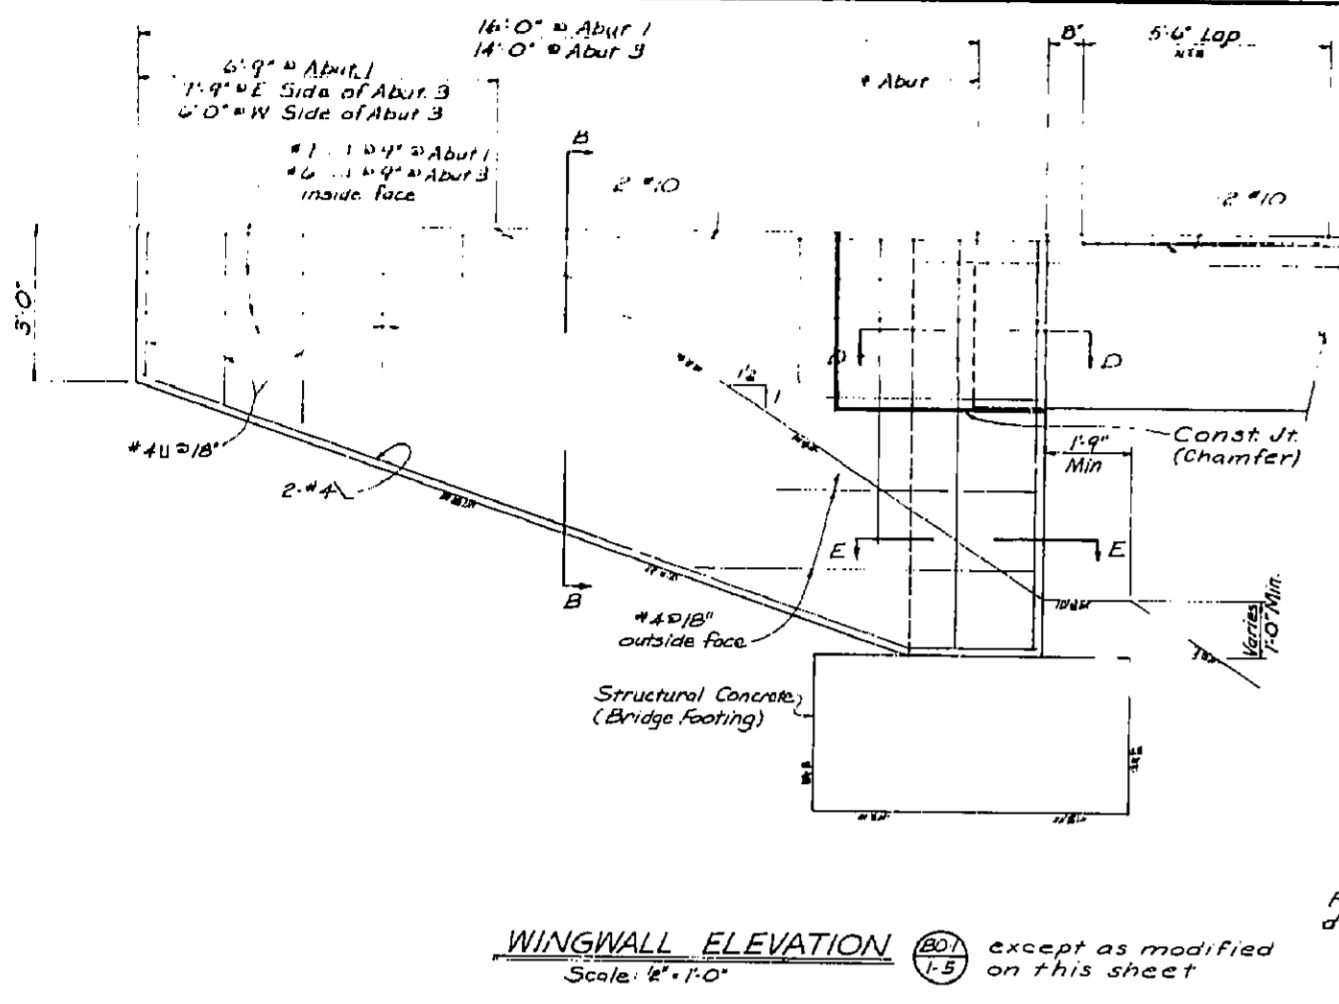 16'-0" @ Abut 1
14'-0" @ Abut 3
8"
5'-6" Lap
6'-9" @ Abut. 1
@ E Side of Abut. 3
6'-0" @ W Side of Abut 3
Abut
@ 9" @ Abut 1
#6 @ 9" @ Abut 3
inside face
B
2 #10
2 #10
3'-0"
D
D
1½
1
Const. Jt.
(Chamfer)
1'-9"
Min
#4 U @ 18"
2-#4
E
E
B
#4 @ 18"
outside face
Varies
1'-0" Min.
Structural Concrete
(Bridge Footing)
WINGWALL ELEVATION
Scale: ½" = 1'-0"
BO-1
1-5
except as modified
on this sheet